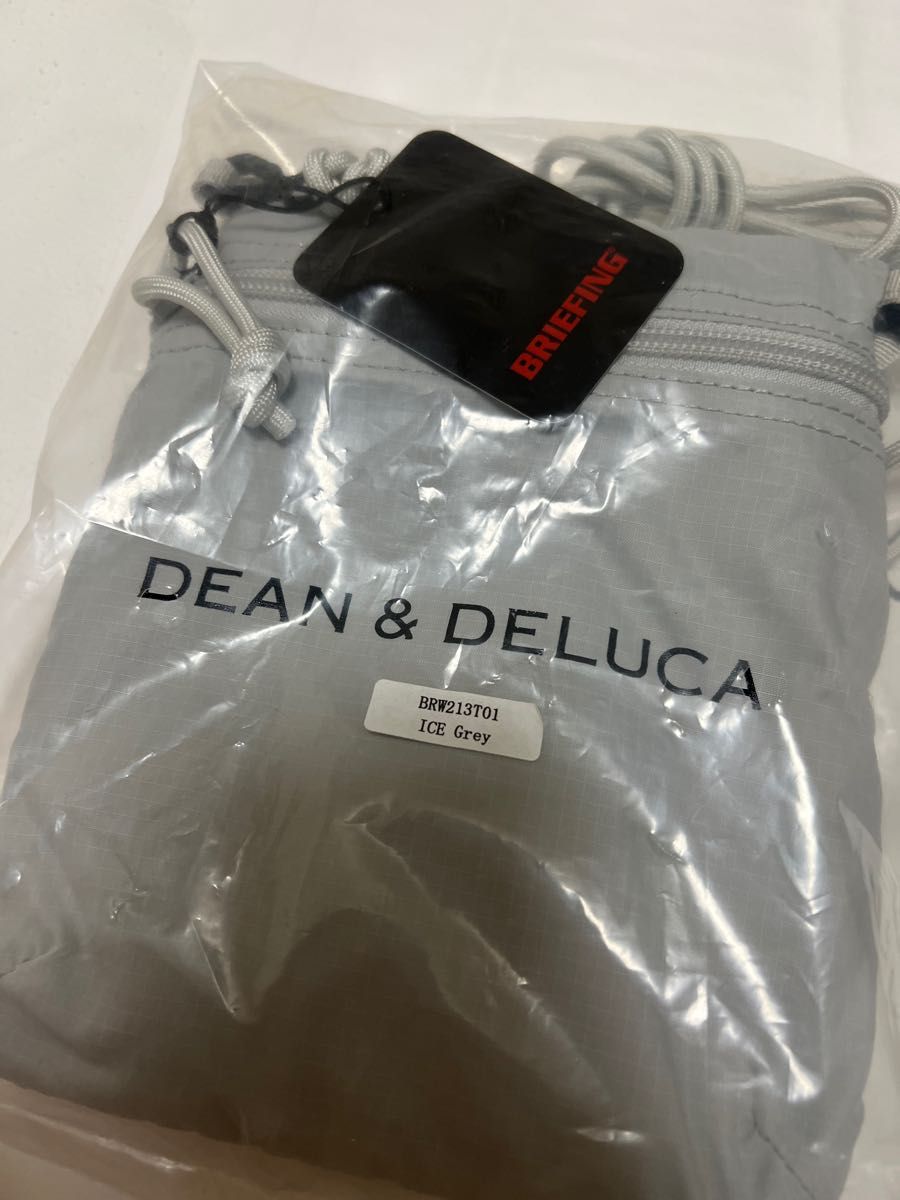 BRIEFING®
DEAN & DELUCA
BRW213T01
ICE Grey